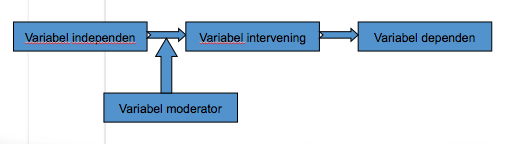 Variabel independen
Variabel intervening
Variabel dependen
Variabel moderator